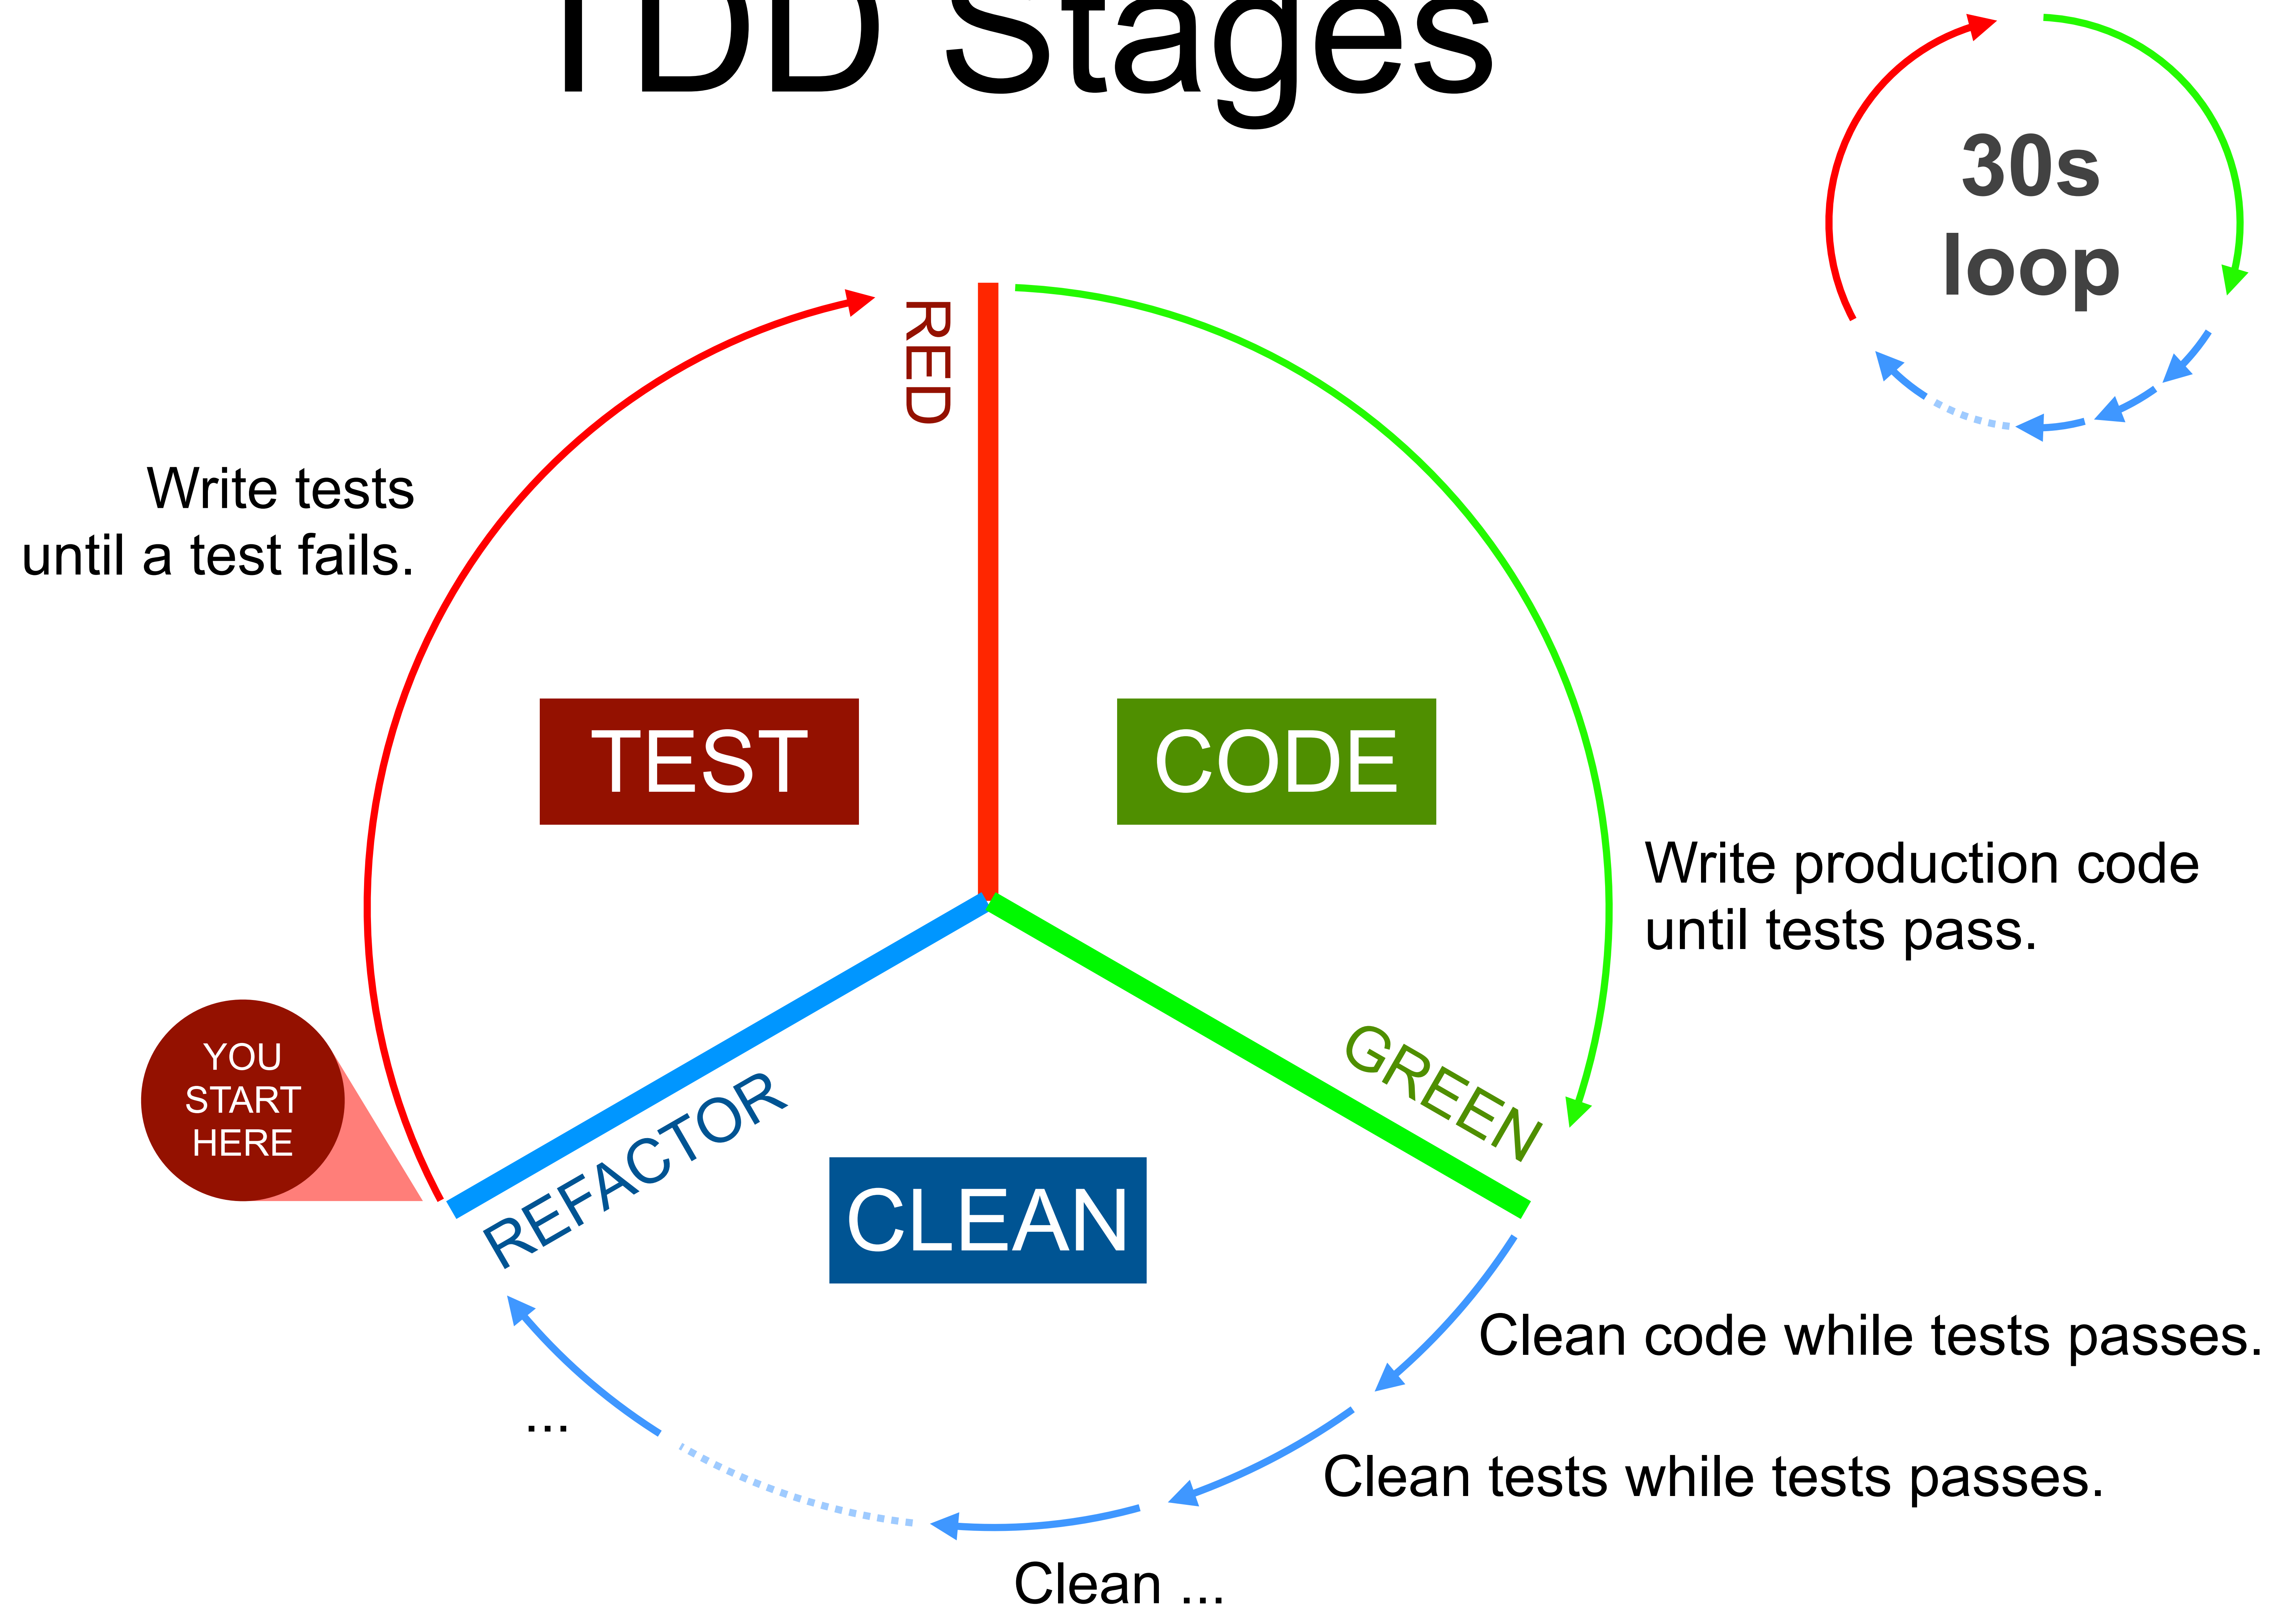 TDD Stages
30s
loop
RED
Write tests
until a test fails.
TEST
CODE
Write production code
until tests pass.
YOU
START
HERE
REFACTOR
GREEN
CLEAN
Clean code while tests passes.
...
Clean tests while tests passes.
Clean ...